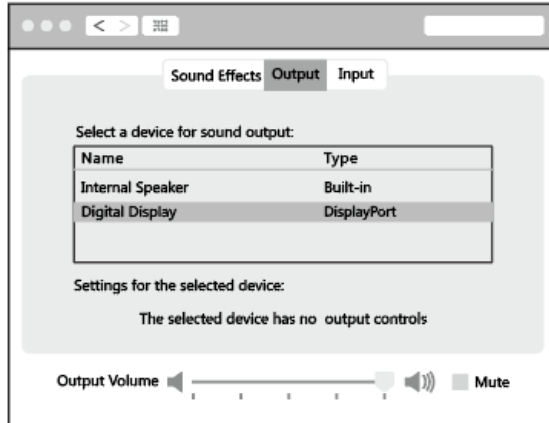 Sound Effects Output Input
Select a device for sound output:
Name Type
Internal Speaker Built-in
Digital Display DisplayPort
Settings for the selected device:
The selected device has no output controls
Output Volume Mute